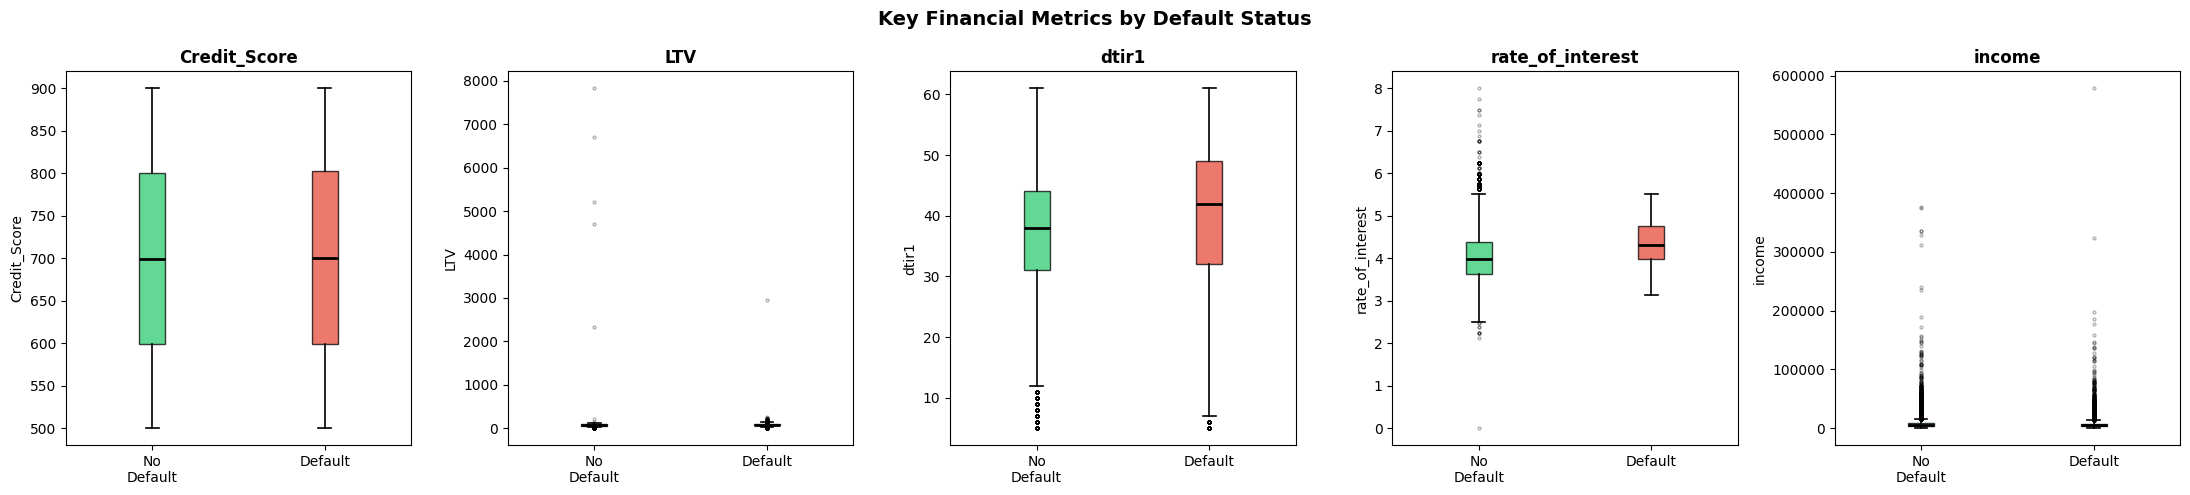 Key Financial Metrics by Default Status
Credit_Score
Credit_Score
900
850
800
750
700
650
600
550
500
No
Default
Default
LTV
LTV
8000
7000
6000
5000
4000
3000
2000
1000
0
No
Default
Default
dtir1
dtir1
60
50
40
30
20
10
No
Default
Default
rate_of_interest
rate_of_interest
8
7
6
5
4
3
2
1
0
No
Default
Default
income
income
600000
500000
400000
300000
200000
100000
0
No
Default
Default